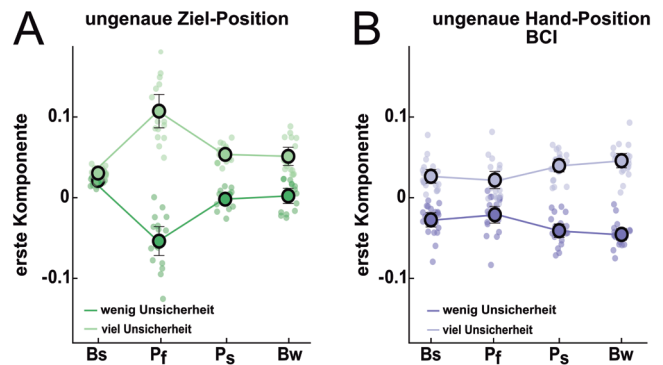 A
ungenaue Ziel-Position
erste Komponente
0.1
0
-0.1
wenig Unsicherheit
viel Unsicherheit
Bs Pf Ps Bw
B
ungenaue Hand-Position
BCI
erste Komponente
0.1
0
-0.1
wenig Unsicherheit
viel Unsicherheit
Bs Pf Ps Bw